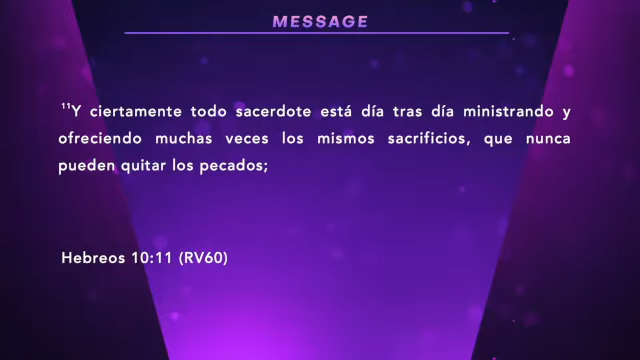 MESSAGE
¹¹Y ciertamente todo sacerdote está día tras día ministrando y
ofreciendo muchas veces los mismos sacrificios, que nunca
pueden quitar los pecados;
Hebreos 10:11 (RV60)